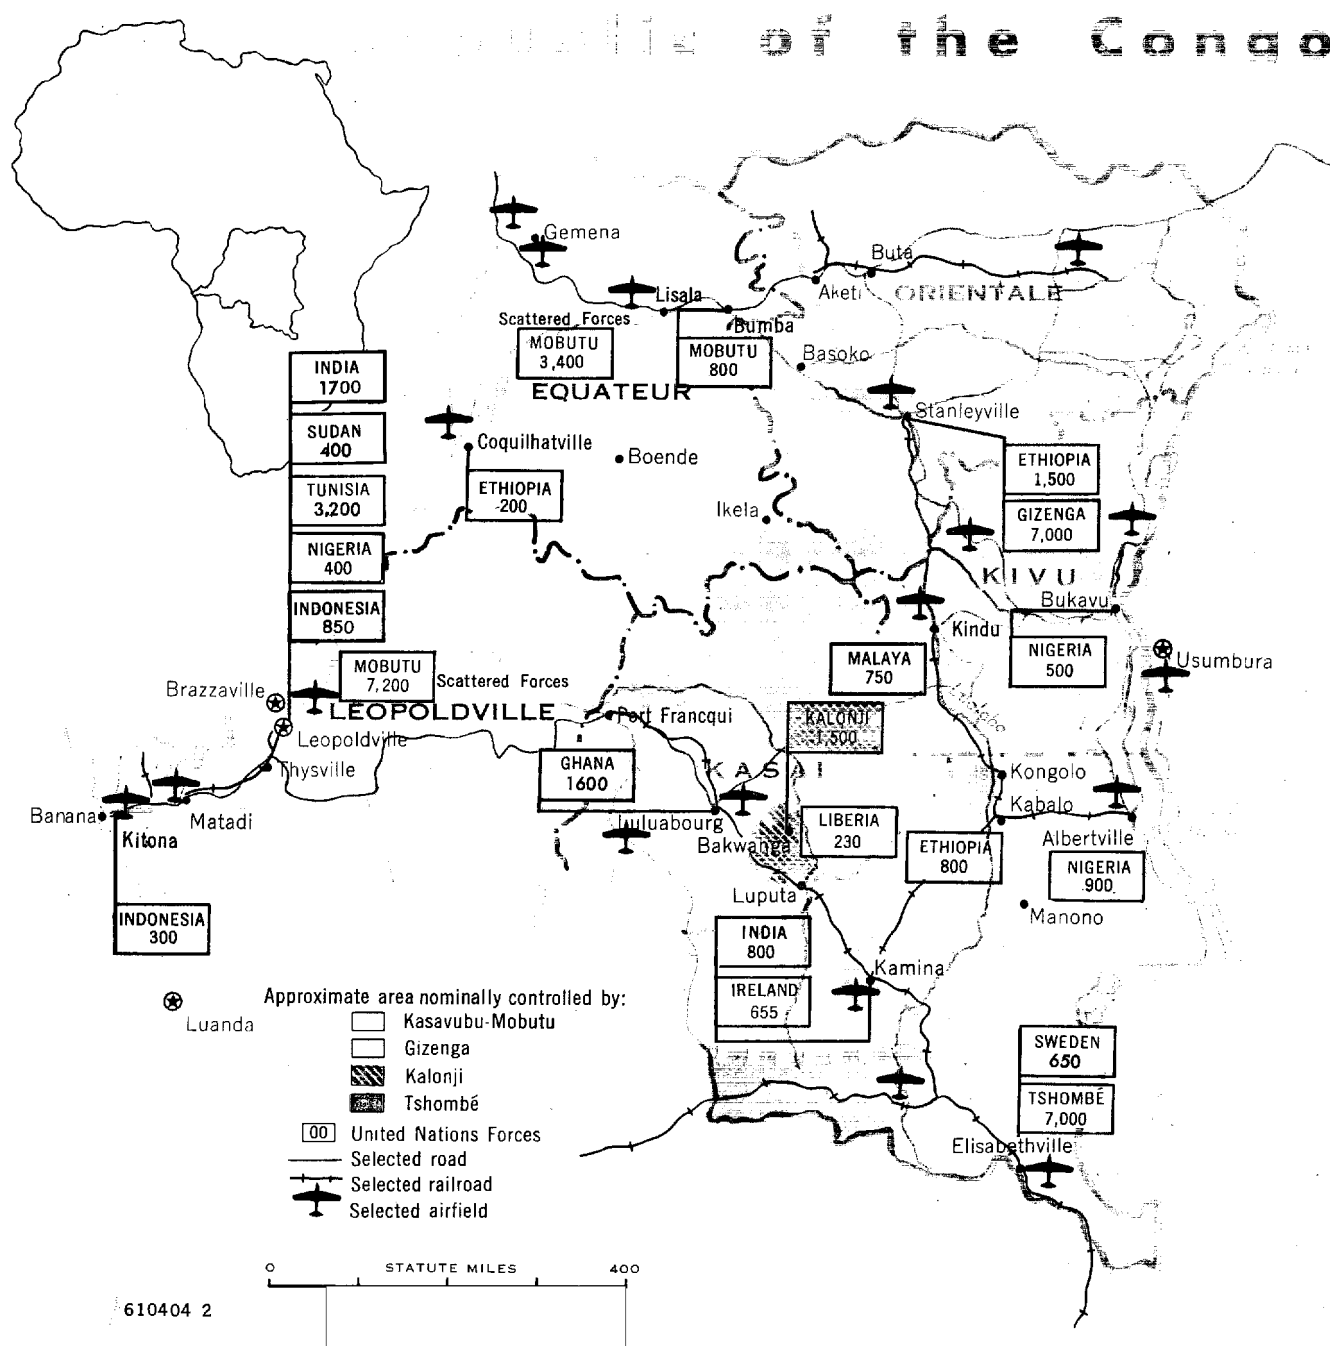 of the Congo
Gemena
Buta
Lisala
Aketi
ORIENTALE
Scattered Forces
Bumba
MOBUTU
3,400
MOBUTU
800
Basoko
INDIA
1700
EQUATEUR
Stanleyville
SUDAN
400
Coquilhatville
Boende
ETHIOPIA
1,500
TUNISIA
3,200
ETHIOPIA
200
Ikela
GIZENGA
7,000
NIGERIA
400
KIVU
INDONESIA
850
Bukavu
Kindu
MALAYA
750
NIGERIA
500
Usumbura
MOBUTU
7,200
Scattered Forces
Brazzaville
LÉOPOLDVILLE
Port Francqui
KALONJI
1,500
Leopoldville
Thysville
GHANA
1600
KASAI
Kongolo
Banana
Matadi
Kitona
Luluabourg
Kabalo
Albertville
Bakwanga
LIBERIA
230
ETHIOPIA
800
NIGERIA
900
Luputa
Manono
INDONESIA
300
INDIA
800
Kamina
IRELAND
655
Luanda
Approximate area nominally controlled by:
Kasavubu-Mobutu
Gizenga
Kalonji
Tshombé
00 United Nations Forces
Selected road
Selected railroad
Selected airfield
SWEDEN
650
TSHOMBÉ
7,000
Elisabethville
0 STATUTE MILES 400
610404 2